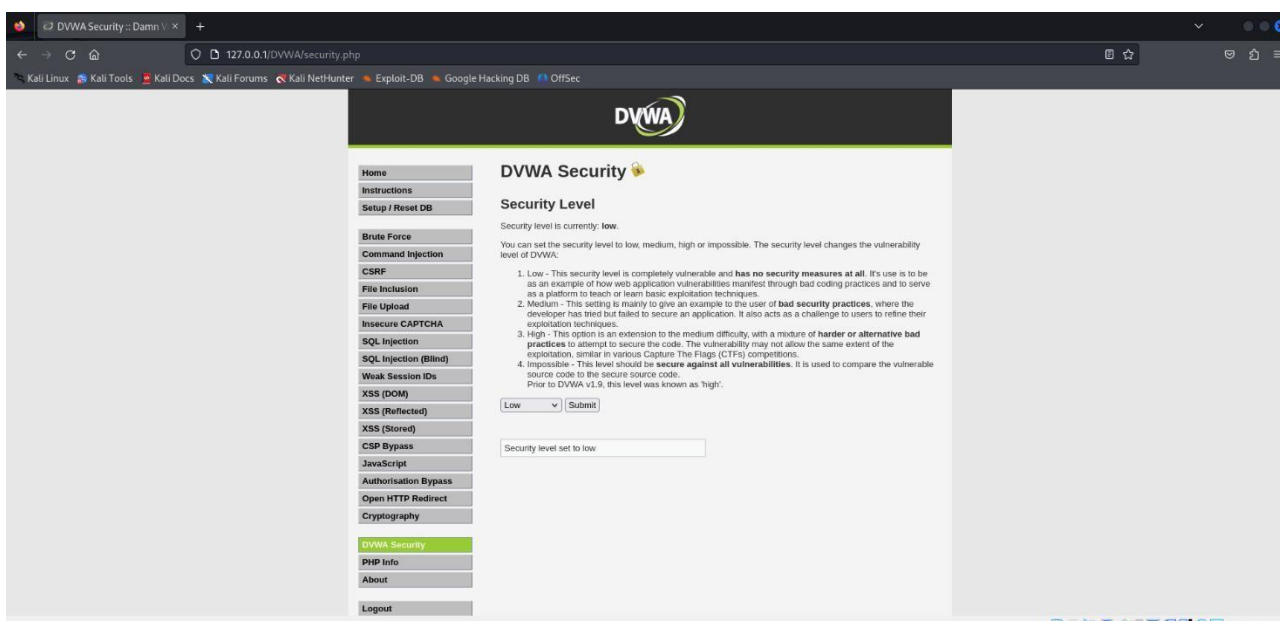 DVWA Security :: Damn V
127.0.0.1/DVWA/security.php
Kali Linux Kali Tools Kali Docs Kali Forums Kali NetHunter Exploit-DB Google Hacking DB OffSec
DVWA
Home
Instructions
Setup / Reset DB
Brute Force
Command Injection
CSRF
File Inclusion
File Upload
Insecure CAPTCHA
SQL Injection
SQL Injection (Blind)
Weak Session IDs
XSS (DOM)
XSS (Reflected)
XSS (Stored)
CSP Bypass
JavaScript
Authorisation Bypass
Open HTTP Redirect
Cryptography
DVWA Security
PHP Info
About
Logout
DVWA Security
Security Level
Security level is currently: low.
You can set the security level to low, medium, high or impossible. The security level changes the vulnerability
level of DVWA:
1. Low - This security level is completely vulnerable and has no security measures at all. It's use is to be
as an example of how web application vulnerabilities manifest through bad coding practices and to serve
as a platform to teach or learn basic exploitation techniques.
2. Medium - This setting is mainly to give an example to the user of bad security practices, where the
developer has tried but failed to secure an application. It also acts as a challenge to users to refine their
exploitation techniques.
3. High - This option is an extension to the medium difficulty, with a mixture of harder or alternative bad
practices to attempt to secure the code. The vulnerability may not allow the same extent of the
exploitation, similar in various Capture The Flags (CTFs) competitions.
4. Impossible - This level should be secure against all vulnerabilities. It is used to compare the vulnerable
source code to the secure source code.
Prior to DVWA v1.9, this level was known as 'high'.
Low Submit
Security level set to low